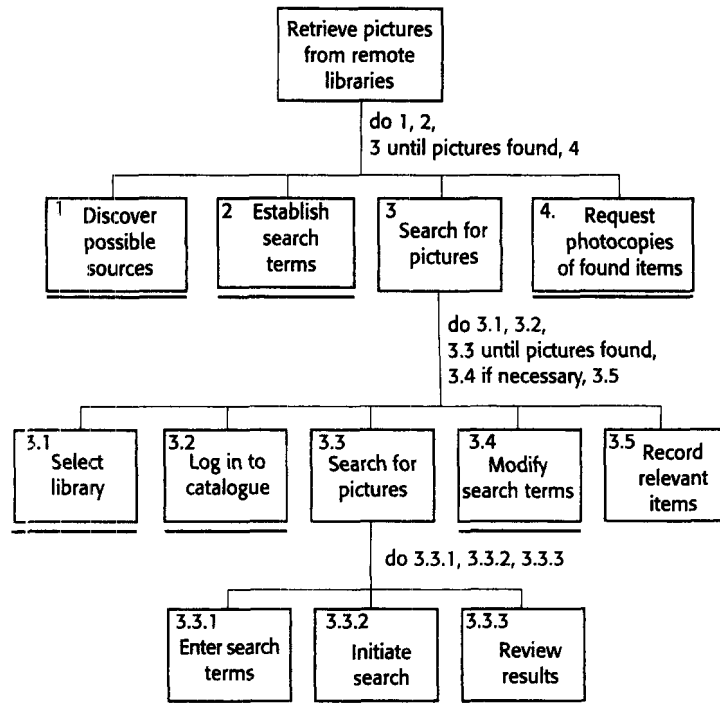 Retrieve pictures
from remote
libraries
do 1, 2,
3 until pictures found, 4
1 Discover
possible
sources
2 Establish
search
terms
3
Search for
pictures
4. Request
photocopies
of found items
do 3.1, 3.2,
3.3 until pictures found,
3.4 if necessary, 3.5
3.1
Select
library
3.2
Log in to
catalogue
3.3
Search for
pictures
3.4
Modify
search terms
3.5 Record
relevant
items
do 3.3.1, 3.3.2, 3.3.3
3.3.1
Enter search
terms
3.3.2
Initiate
search
3.3.3
Review
results